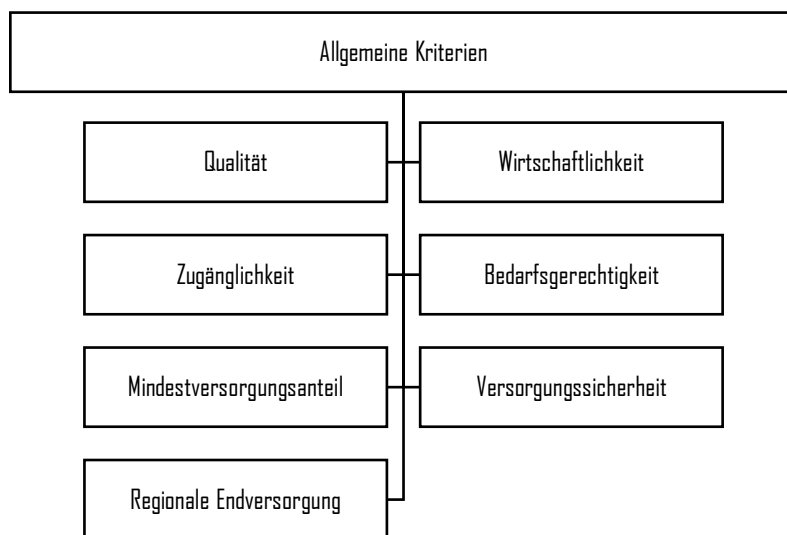 Allgemeine Kriterien
Qualität
Wirtschaftlichkeit
Zugänglichkeit
Bedarfsgerechtigkeit
Mindestversorgungsanteil
Versorgungssicherheit
Regionale Endversorgung